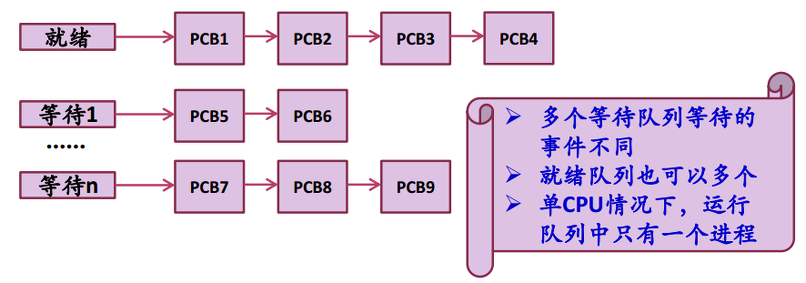 就绪 PCB1 PCB2 PCB3 PCB4
等待1 PCB5 PCB6
……
等待n PCB7 PCB8 PCB9
➢ 多个等待队列等待的
事件不同
➢ 就绪队列也可以多个
➢ 单CPU情况下，运行
队列中只有一个进程